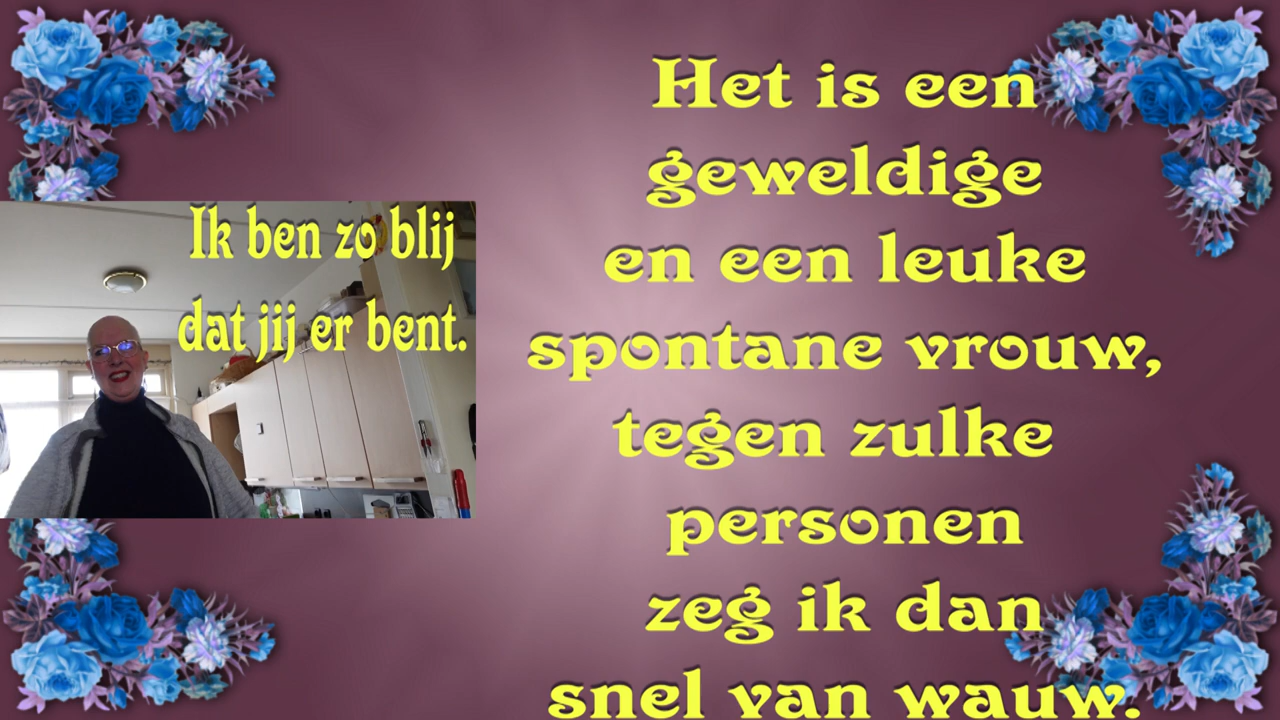 Ik ben zo blij
dat jij er bent.
Het is een
geweldige
en een leuke
spontane vrouw,
tegen zulke
personen
zeg ik dan
snel van wauw.